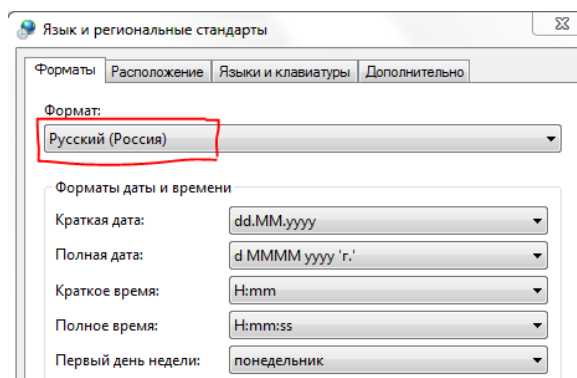 Язык и региональные стандарты
Форматы Расположение Языки и клавиатуры Дополнительно
Формат:
Русский (Россия)
Форматы даты и времени
Краткая дата: dd.MM.yyyy
Полная дата: d MMMM yyyy 'г.'
Краткое время: H:mm
Полное время: H:mm:ss
Первый день недели: понедельник